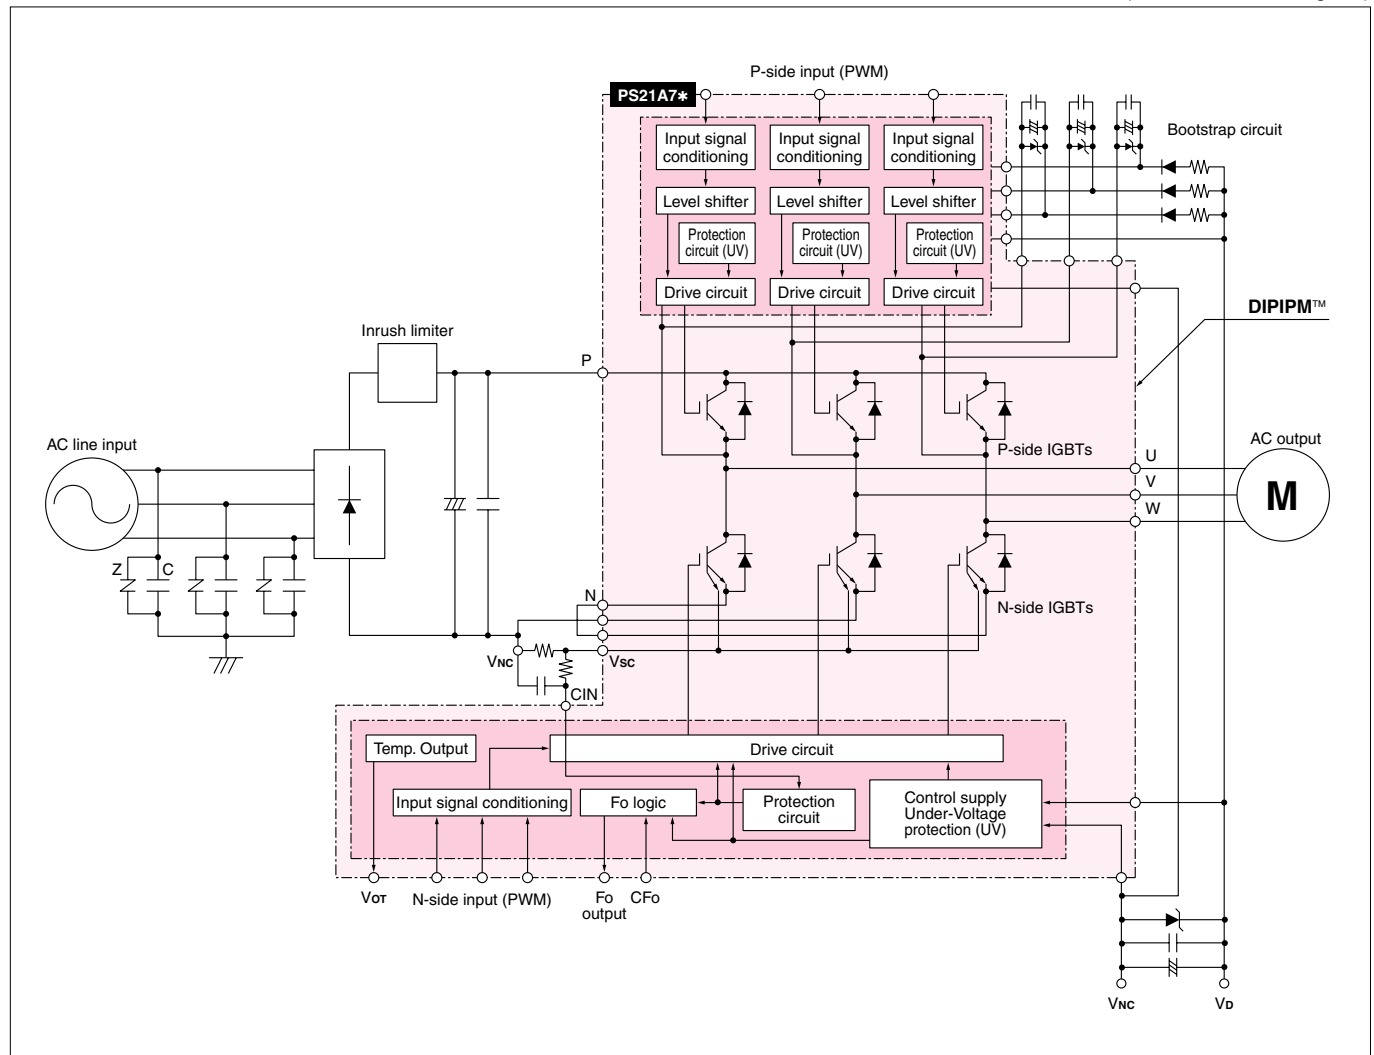 P-side input (PWM)
PS21A7*
Bootstrap circuit
Input signal conditioning
Input signal conditioning
Input signal conditioning
Level shifter
Level shifter
Level shifter
Protection circuit (UV)
Protection circuit (UV)
Protection circuit (UV)
Drive circuit
Drive circuit
Drive circuit
DIPIPM™
Inrush limiter
P
AC line input
P-side IGBTs
U
V
W
AC output
M
Z
C
N
N-side IGBTs
VNC
VSC
CIN
Temp. Output
Drive circuit
Input signal conditioning
Fo logic
Protection circuit
Control supply
Under-Voltage
protection (UV)
VOT
N-side input (PWM)
Fo
output
CFO
VNC
VD